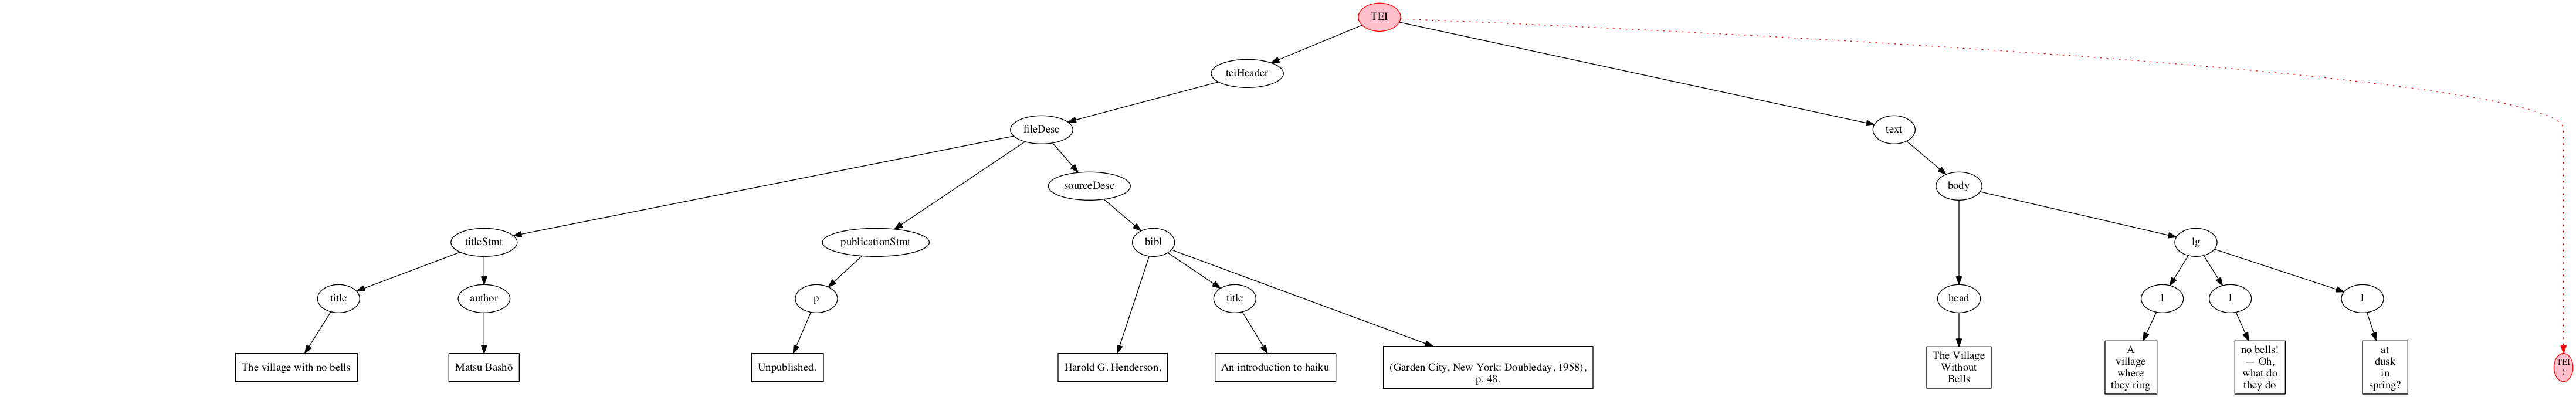 TEI
teiHeader
fileDesc
text
sourceDesc
body
titleStmt
publicationStmt
bibl
lg
title
author
p
title
head
l
l
l
The village with no bells
Matsu Bashō
Unpublished.
Harold G. Henderson,
An introduction to haiku
(Garden City, New York: Doubleday, 1958),
p. 48.
The Village
Without
Bells
A
village
where
they ring
no bells!
— Oh,
what do
they do
at
dusk
in
spring?
TEI
)